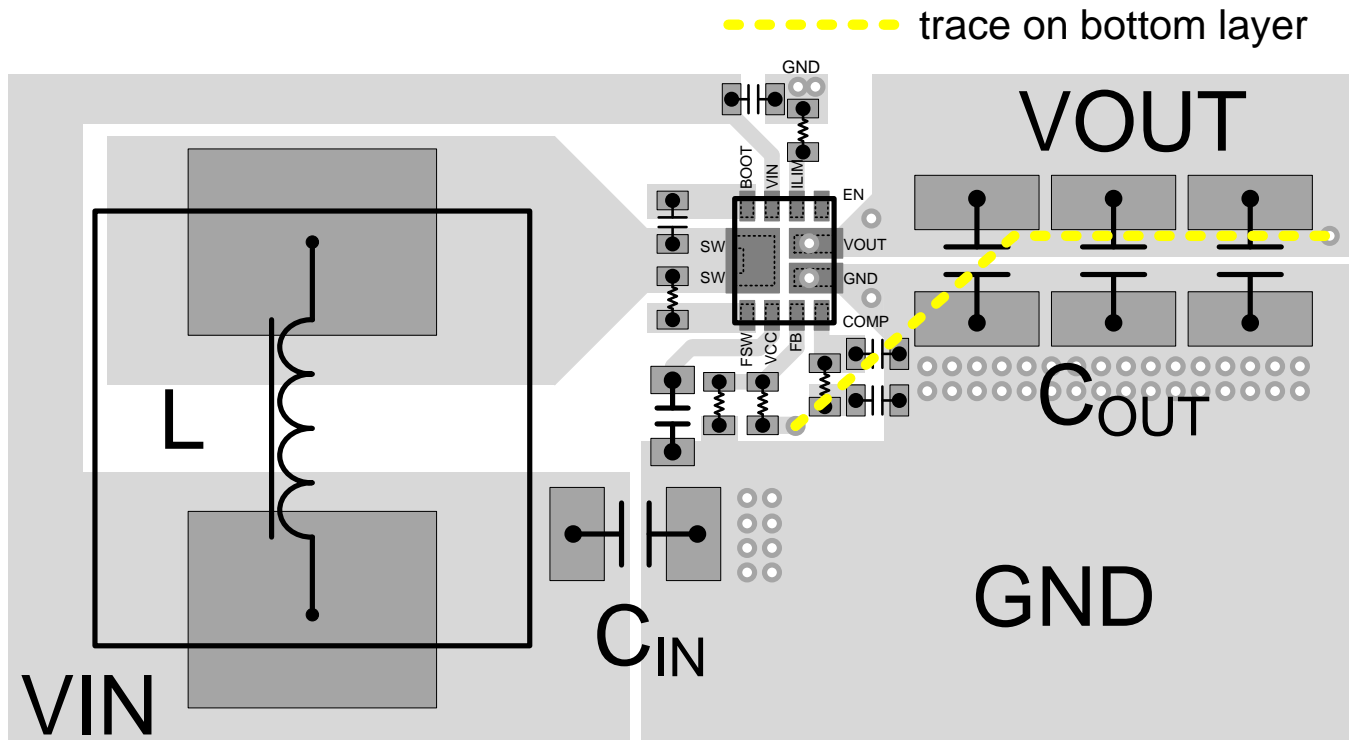 trace on bottom layer
GND
VOUT
BOOT
VIN
ILIM
EN
SW
VOUT
SW
GND
COMP
FSW
VCC
FB
L
COUT
CIN
GND
VIN